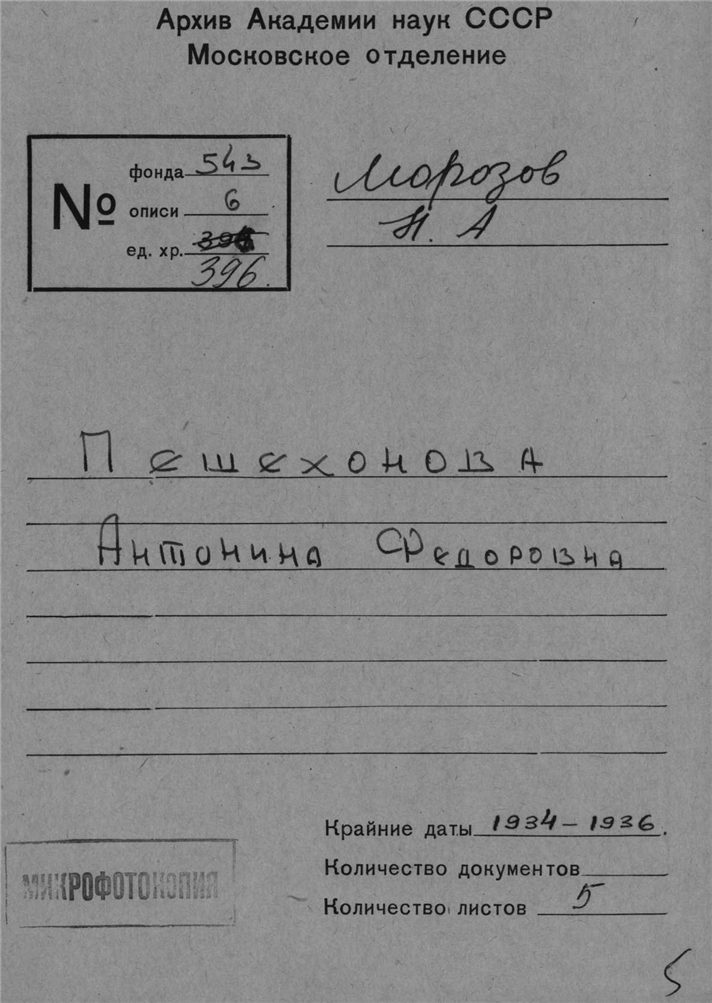 Архив Академии наук СССР
Московское отделение
№
фонда 543
описи 6
ед. хр.
396.
Морозов
Н. А
Пешехонова
Антонина Федоровна
Крайние даты 1934 – 1936.
Количество документов
Количество листов 5
МИКРОФОТОКОПИЯ
5